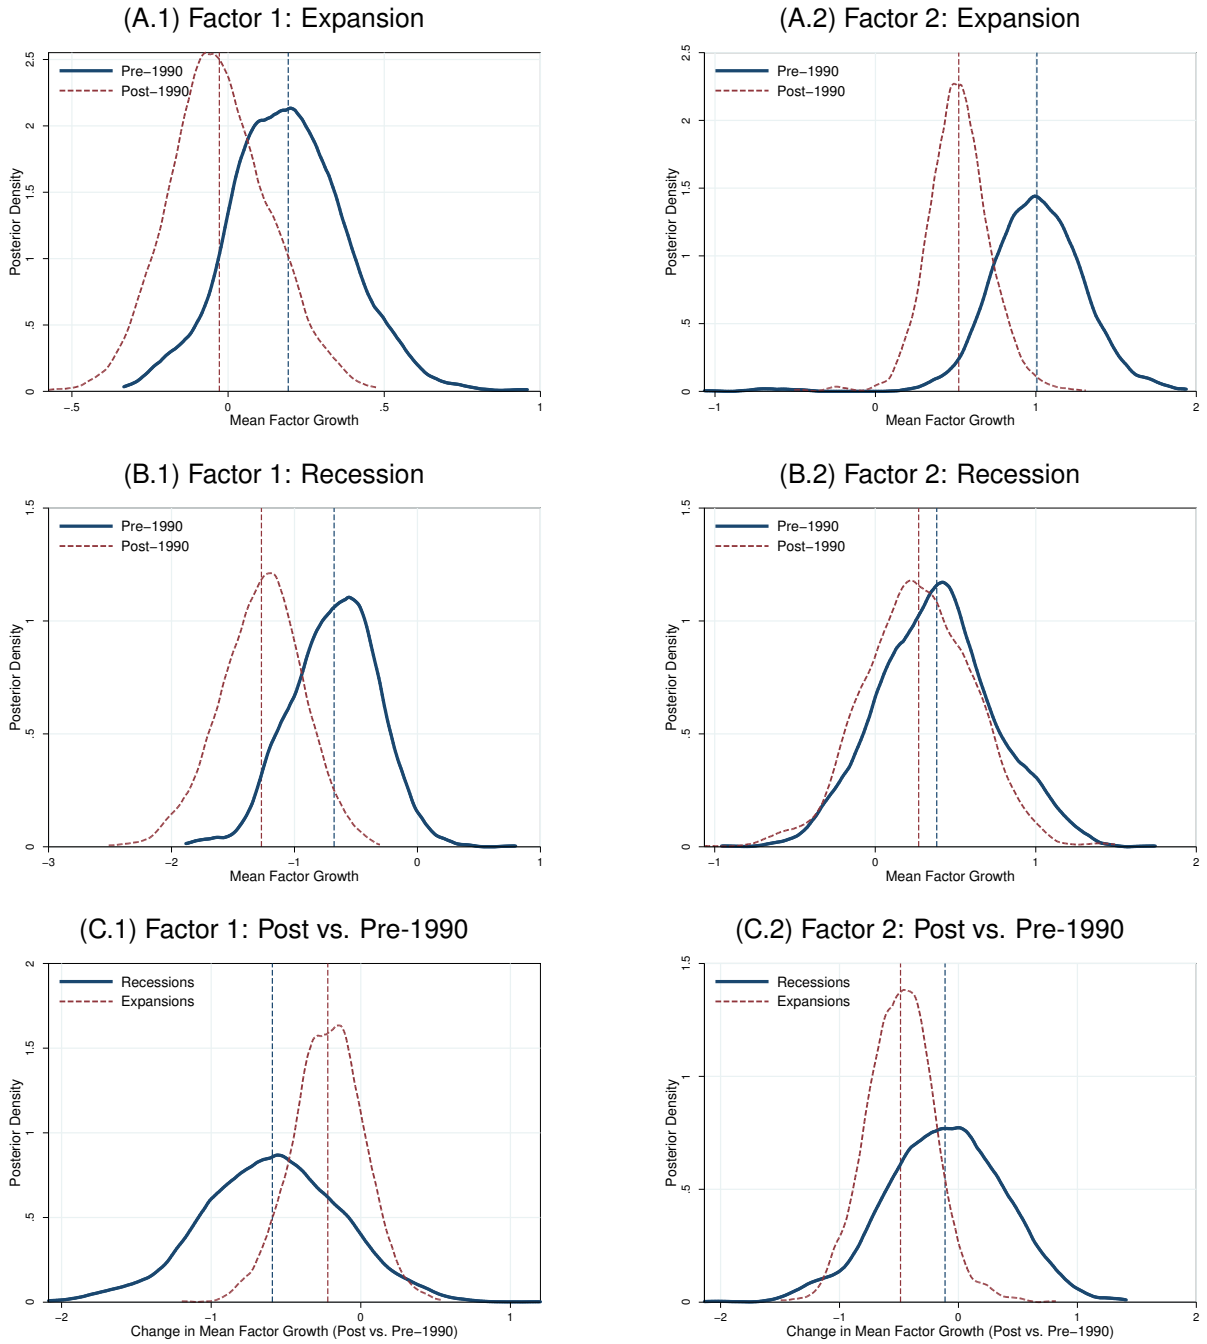 (A.1) Factor 1: Expansion
Posterior Density
0
.5
1
1.5
2
2.5
Pre−1990
Post−1990
−.5
0
.5
1
Mean Factor Growth
(A.2) Factor 2: Expansion
Posterior Density
0
.5
1
1.5
2
2.5
Pre−1990
Post−1990
−1
0
1
2
Mean Factor Growth
(B.1) Factor 1: Recession
Posterior Density
0
.5
1
1.5
Pre−1990
Post−1990
−3
−2
−1
0
1
Mean Factor Growth
(B.2) Factor 2: Recession
Posterior Density
0
.5
1
1.5
Pre−1990
Post−1990
−1
0
1
2
Mean Factor Growth
(C.1) Factor 1: Post vs. Pre-1990
Posterior Density
0
.5
1
1.5
2
Recessions
Expansions
−2
−1
0
1
Change in Mean Factor Growth (Post vs. Pre−1990)
(C.2) Factor 2: Post vs. Pre-1990
Posterior Density
0
.5
1
1.5
Recessions
Expansions
−2
−1
0
1
2
Change in Mean Factor Growth (Post vs. Pre−1990)